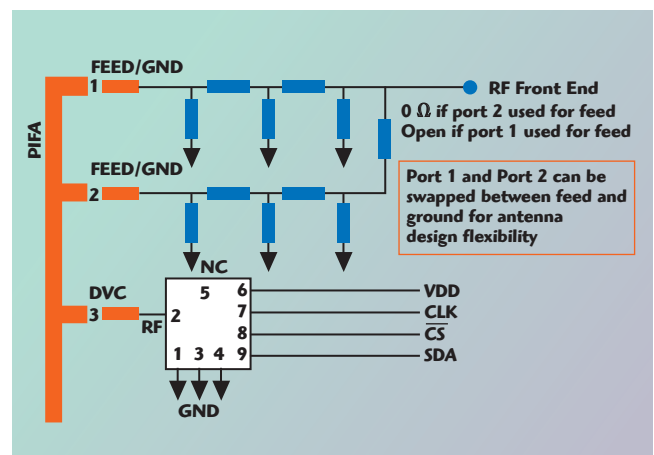 FEED/GND
1
RF Front End
0 Ω if port 2 used for feed
Open if port 1 used for feed
PIFA
FEED/GND
2
Port 1 and Port 2 can be
swapped between feed and
ground for antenna
design flexibility
NC
DVC
5
6
VDD
3
RF
2
7
CLK
8
C̅S̅
1 3 4 9
SDA
GND